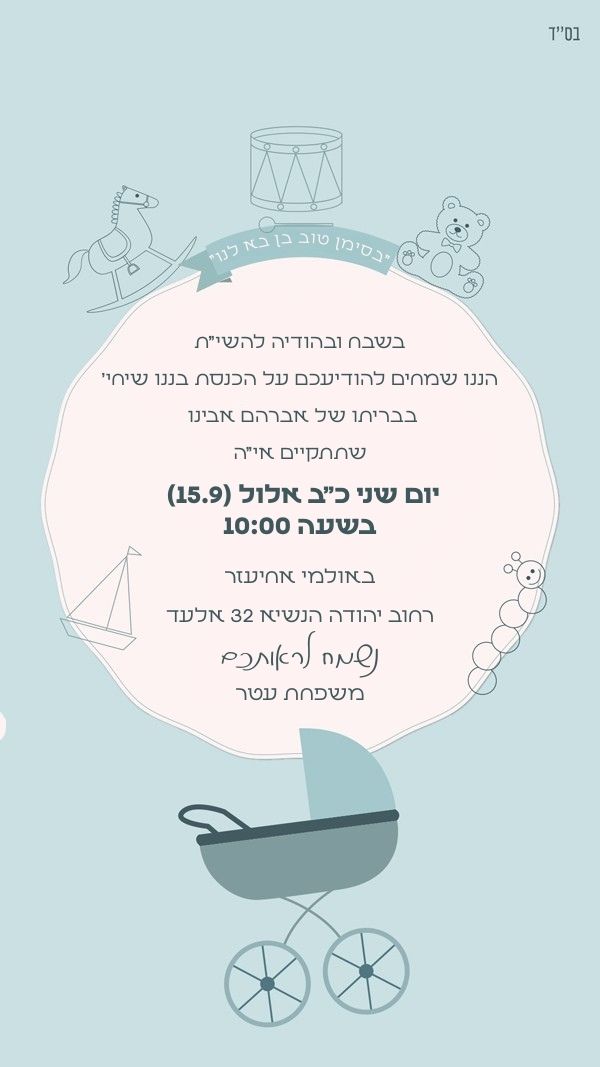 בס''ד
"בסימן טוב בן בא לנו"
בשבח ובהודיה להשי"ת
הננו שמחים להודיעכם על הכנסת בננו שיחי'
בבריתו של אברהם אבינו
שתתקיים אי"ה
יום שני כ"ב אלול (15.9)
בשעה 10:00
באולמי אחיעזר
רחוב יהודה הנשיא 32 אלעד
נשמח לראותכם
משפחת עטר